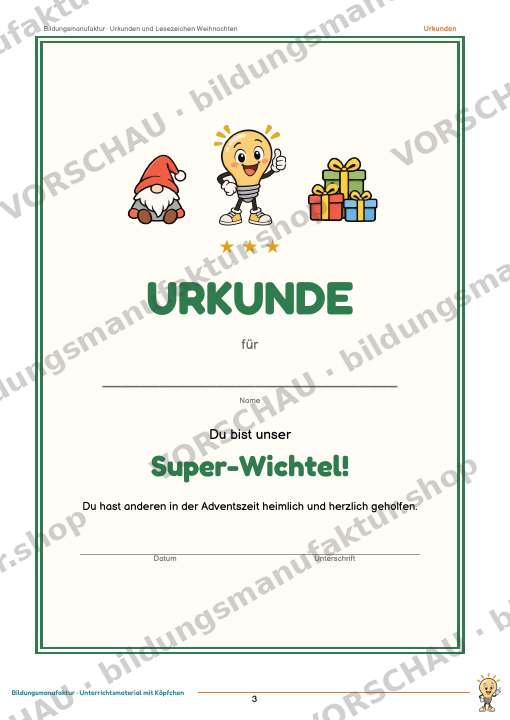 Bildungsmanufaktur · Urkunden und Lesezeichen Weihnachten
Urkunden
URKUNDE
für
Name
Du bist unser
Super-Wichtel!
Du hast anderen in der Adventszeit heimlich und herzlich geholfen.
Datum
Unterschrift
Bildungsmanufaktur · Unterrichtsmaterial mit Köpfchen
3
VORSCHAU · bildungsmanufaktur.shop